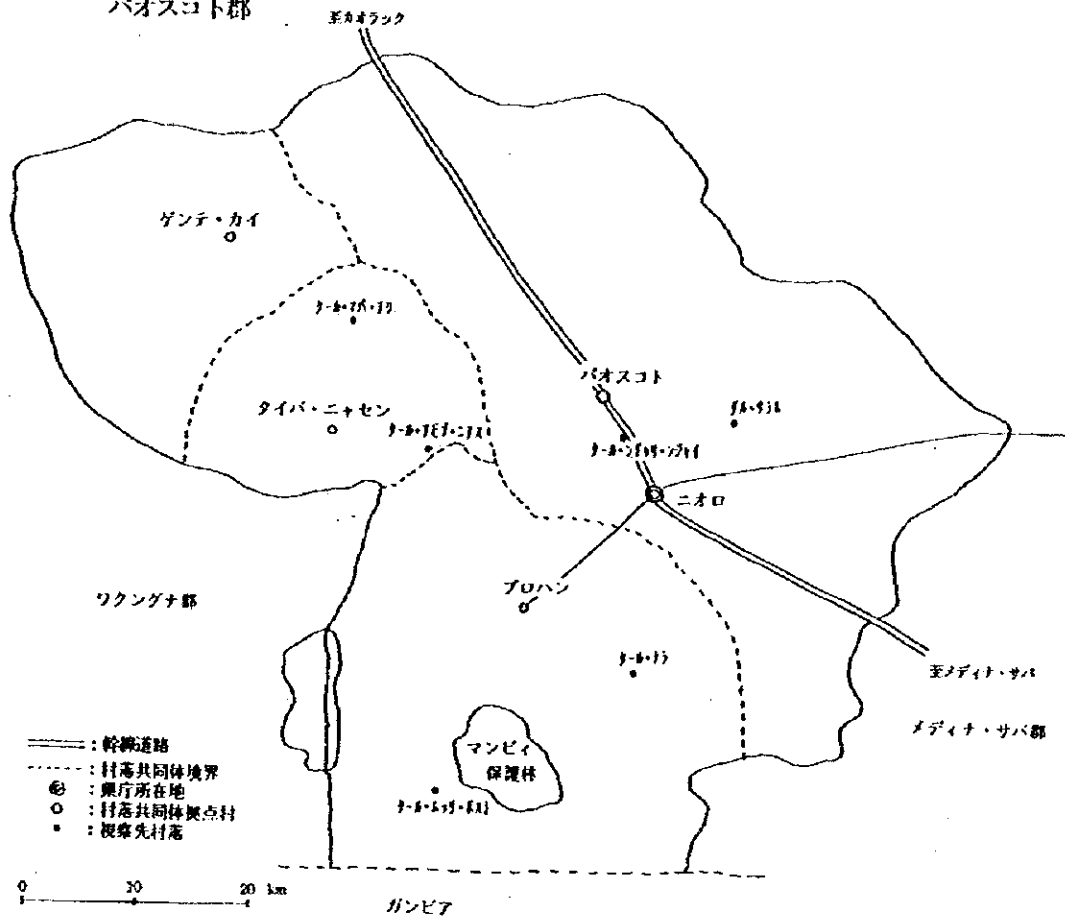 パオスコト郡
至カオラック
ゲンテ・カイ
パオスコト
タイバ・ニャセン
ニオロ
ワクングナ郡
プロハン
至メディナ・サバ
メディナ・サバ郡
マンビィ
保護林
：幹線道路
：村落共同体境界
：県庁所在地
：村落共同体拠点村
：視察先村落
0 10 20 km
ガンビア